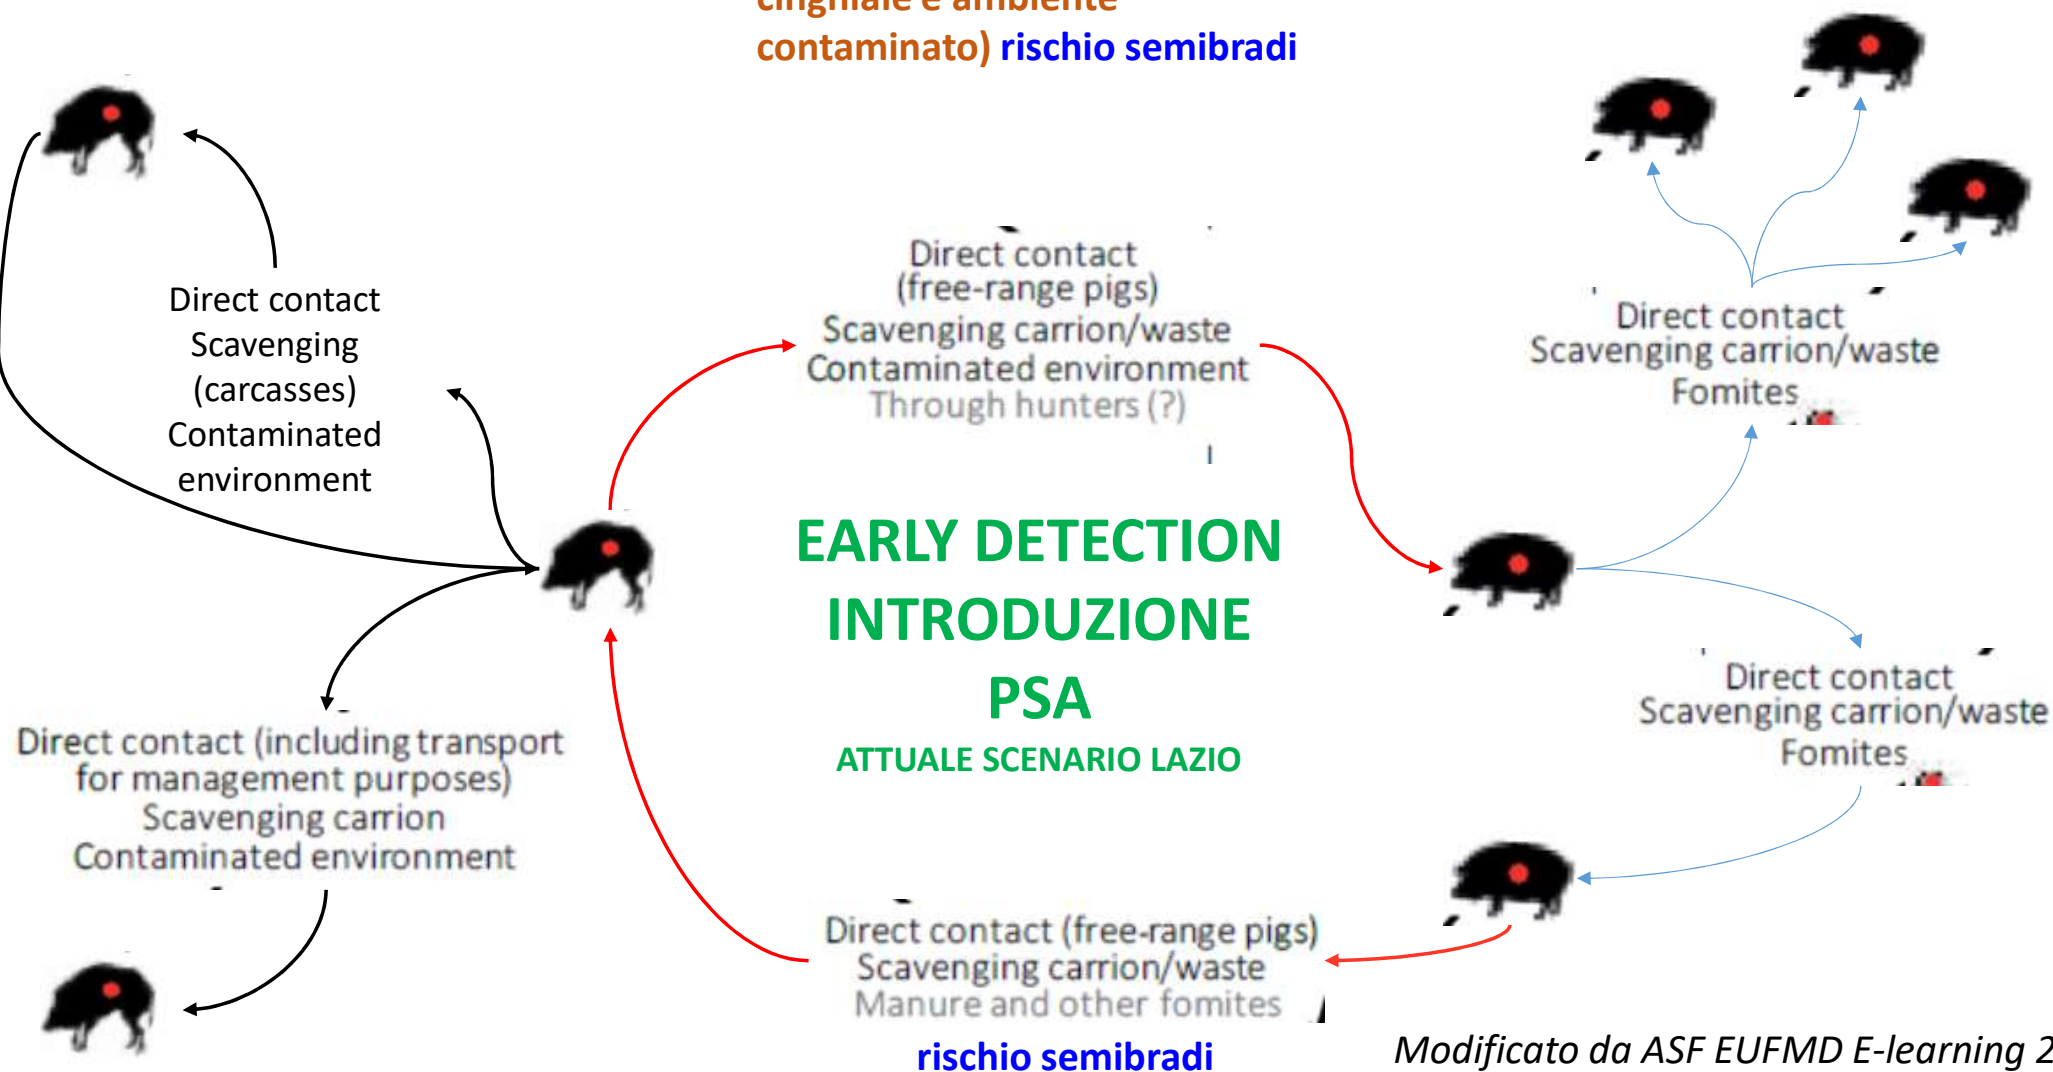 contaminato) rischio semibradi
Direct contact
Scavenging
(carcasses)
Contaminated
environment
Direct contact
(free-range pigs)
Scavenging carrion/waste
Contaminated environment
Through hunters (?)
Direct contact
Scavenging carrion/waste
Fomites
EARLY DETECTION
INTRODUZIONE
PSA
ATTUALE SCENARIO LAZIO
Direct contact
Scavenging carrion/waste
Fomites
Direct contact (including transport
for management purposes)
Scavenging carrion
Contaminated environment
Direct contact (free-range pigs)
Scavenging carrion/waste
Manure and other fomites
rischio semibradi
Modificato da ASF EUFMD E-learning 2